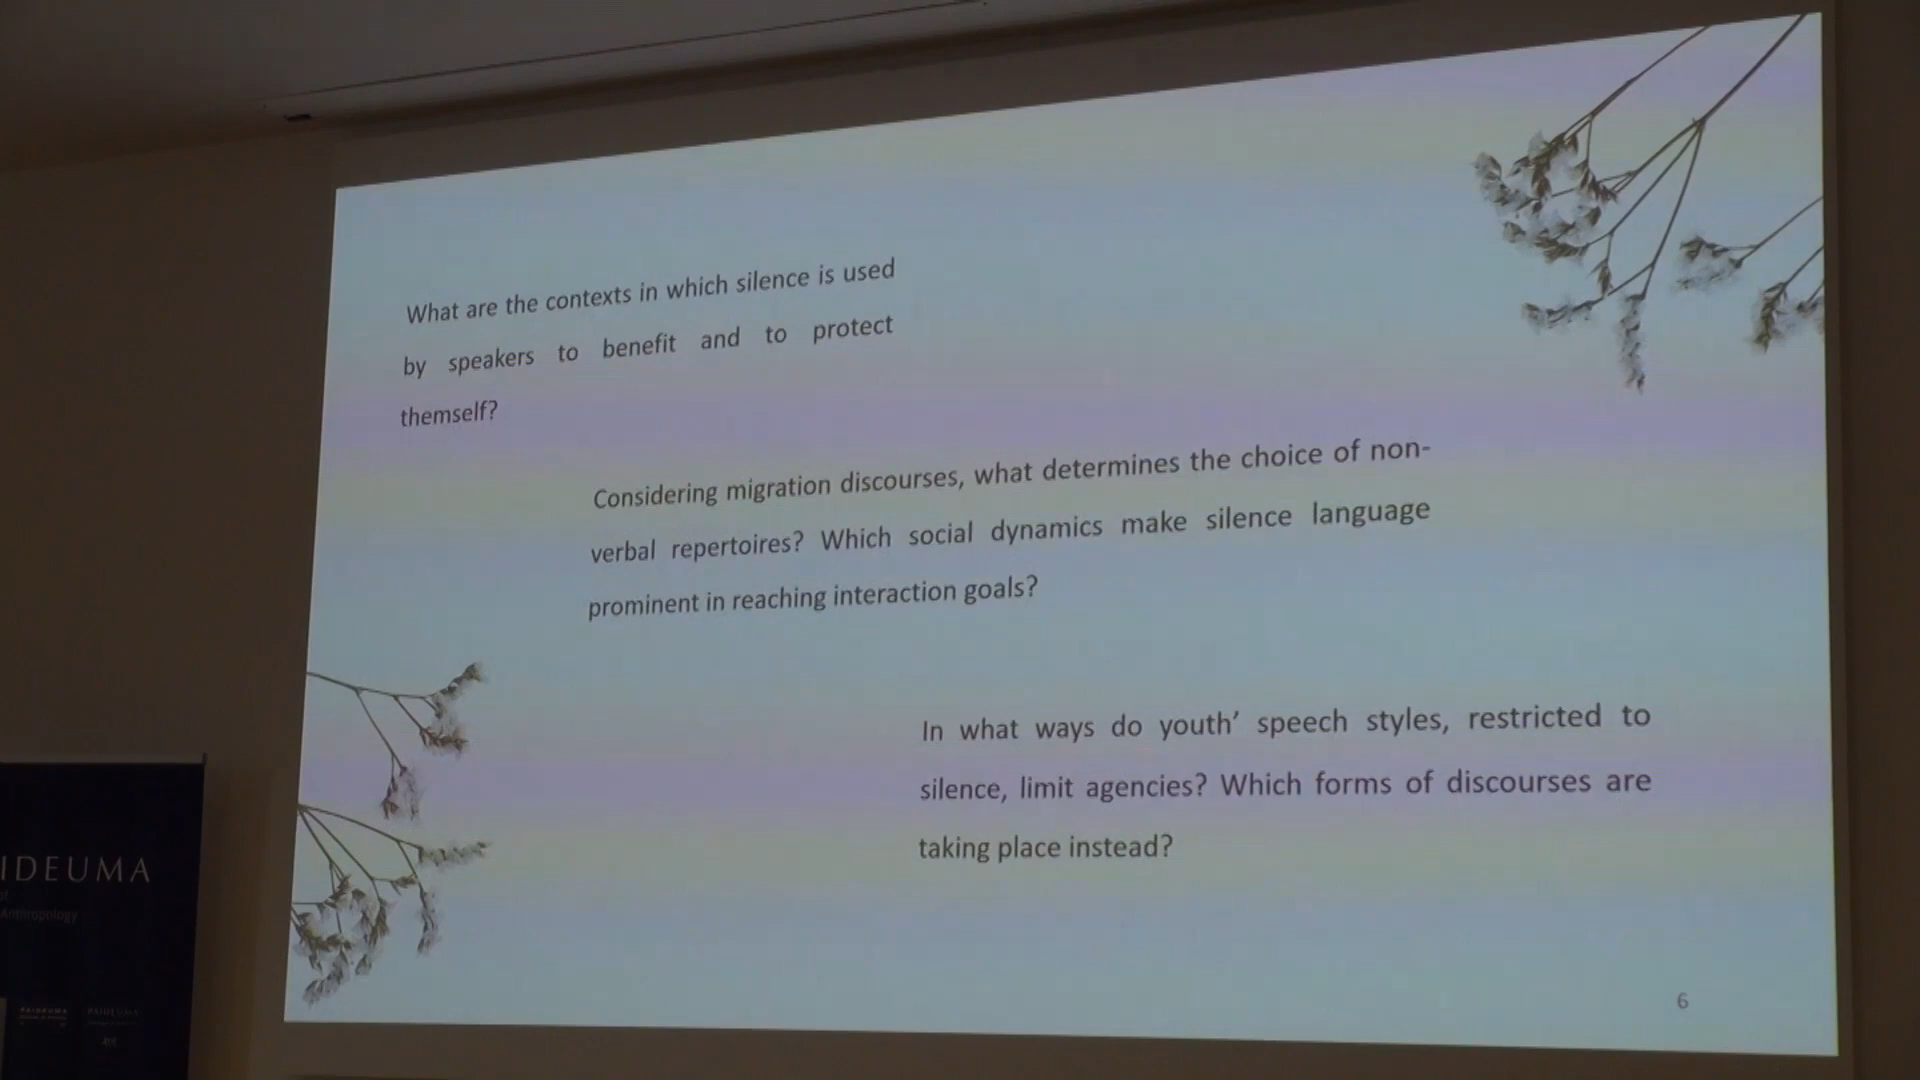 What are the contexts in which silence is used
by speakers to benefit and to protect
themself?
Considering migration discourses, what determines the choice of non-
verbal repertoires? Which social dynamics make silence language
prominent in reaching interaction goals?
In what ways do youth' speech styles, restricted to
silence, limit agencies? Which forms of discourses are
taking place instead?
6
IDEUMA
Anthropology
PAIDEUMA
PAIDEUMA